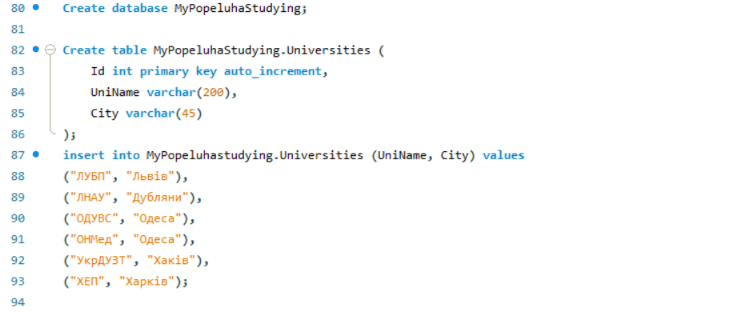 80 Create database MyPopeluhaStudying;
81
82 Create table MyPopeluhaStudying.Universities (
83 Id int primary key auto_increment,
84 UniName varchar(200),
85 City varchar(45)
86 );
87 insert into MyPopeluhastudying.Universities (UniName, City) values
88 ("ЛУБП", "Львів"),
89 ("ЛНАУ", "Дубляни"),
90 ("ОДУВС", "Одеса"),
91 ("ОНМед", "Одеса"),
92 ("УкрДУЗТ", "Хаків"),
93 ("ХЕП", "Харків");
94